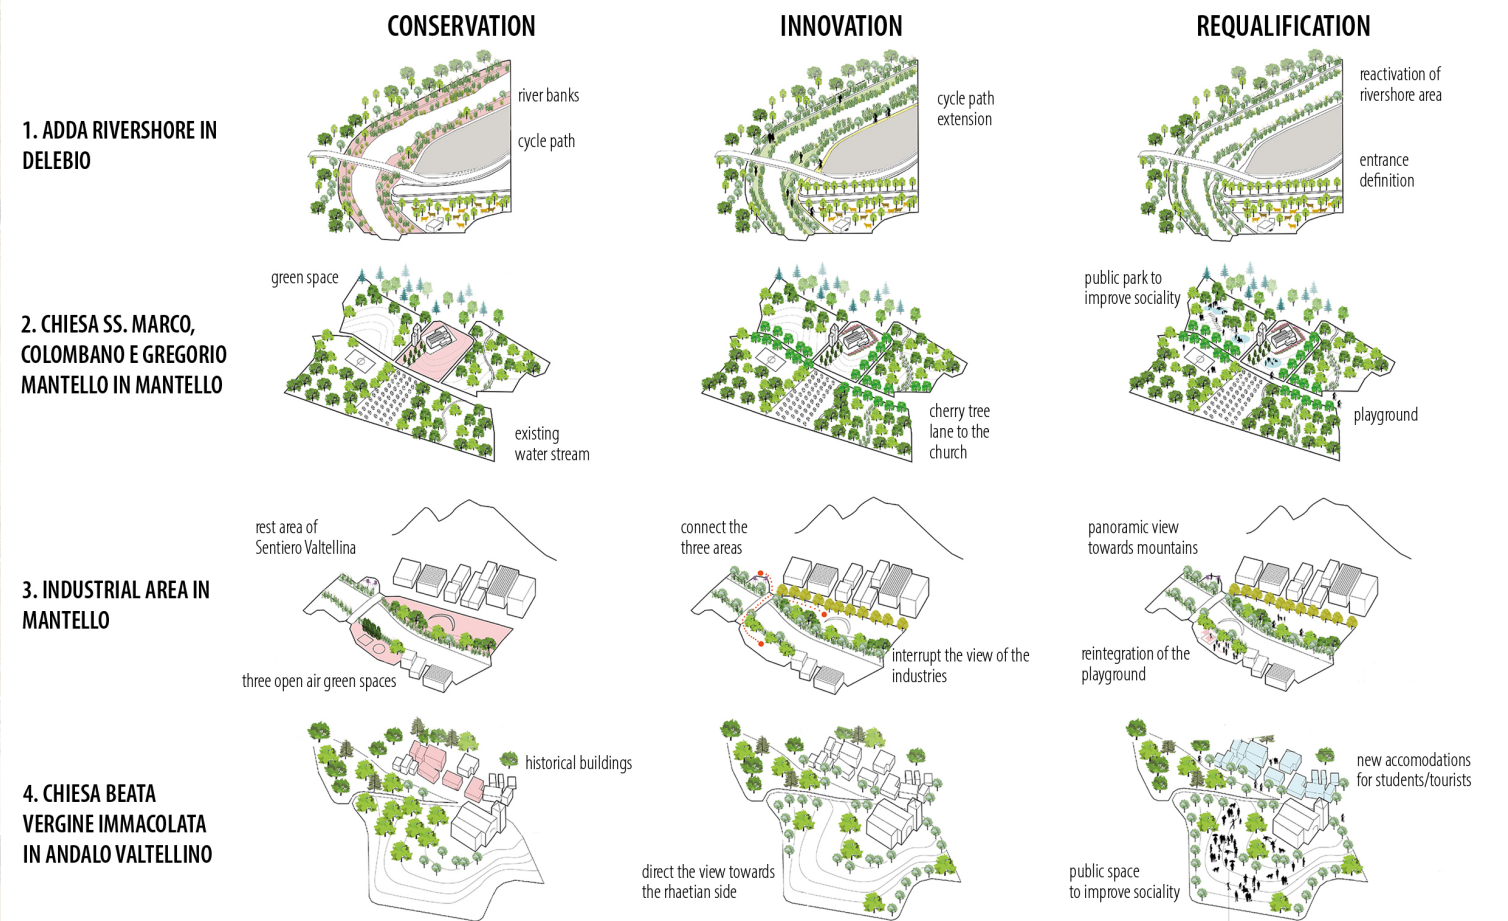 CONSERVATION
INNOVATION
REQUALIFICATION
1. ADDA RIVERSHORE IN
DELEBIO
river banks
cycle path
cycle path
extension
reactivation of
rivershore area
entrance
definition
2. CHIESA SS. MARCO,
COLOMBANO E GREGORIO
MANTELLO IN MANTELLO
green space
existing
water stream
cherry tree
lane to the
church
public park to
improve sociality
playground
3. INDUSTRIAL AREA IN
MANTELLO
rest area of
Sentiero Valtellina
three open air green spaces
connect the
three areas
interrupt the view of the
industries
panoramic view
towards mountains
reintegration of the
playground
4. CHIESA BEATA
VERGINE IMMACOLATA
IN ANDALO VALTELLINO
historical buildings
direct the view towards
the rhaetian side
new accomodations
for students/tourists
public space
to improve sociality